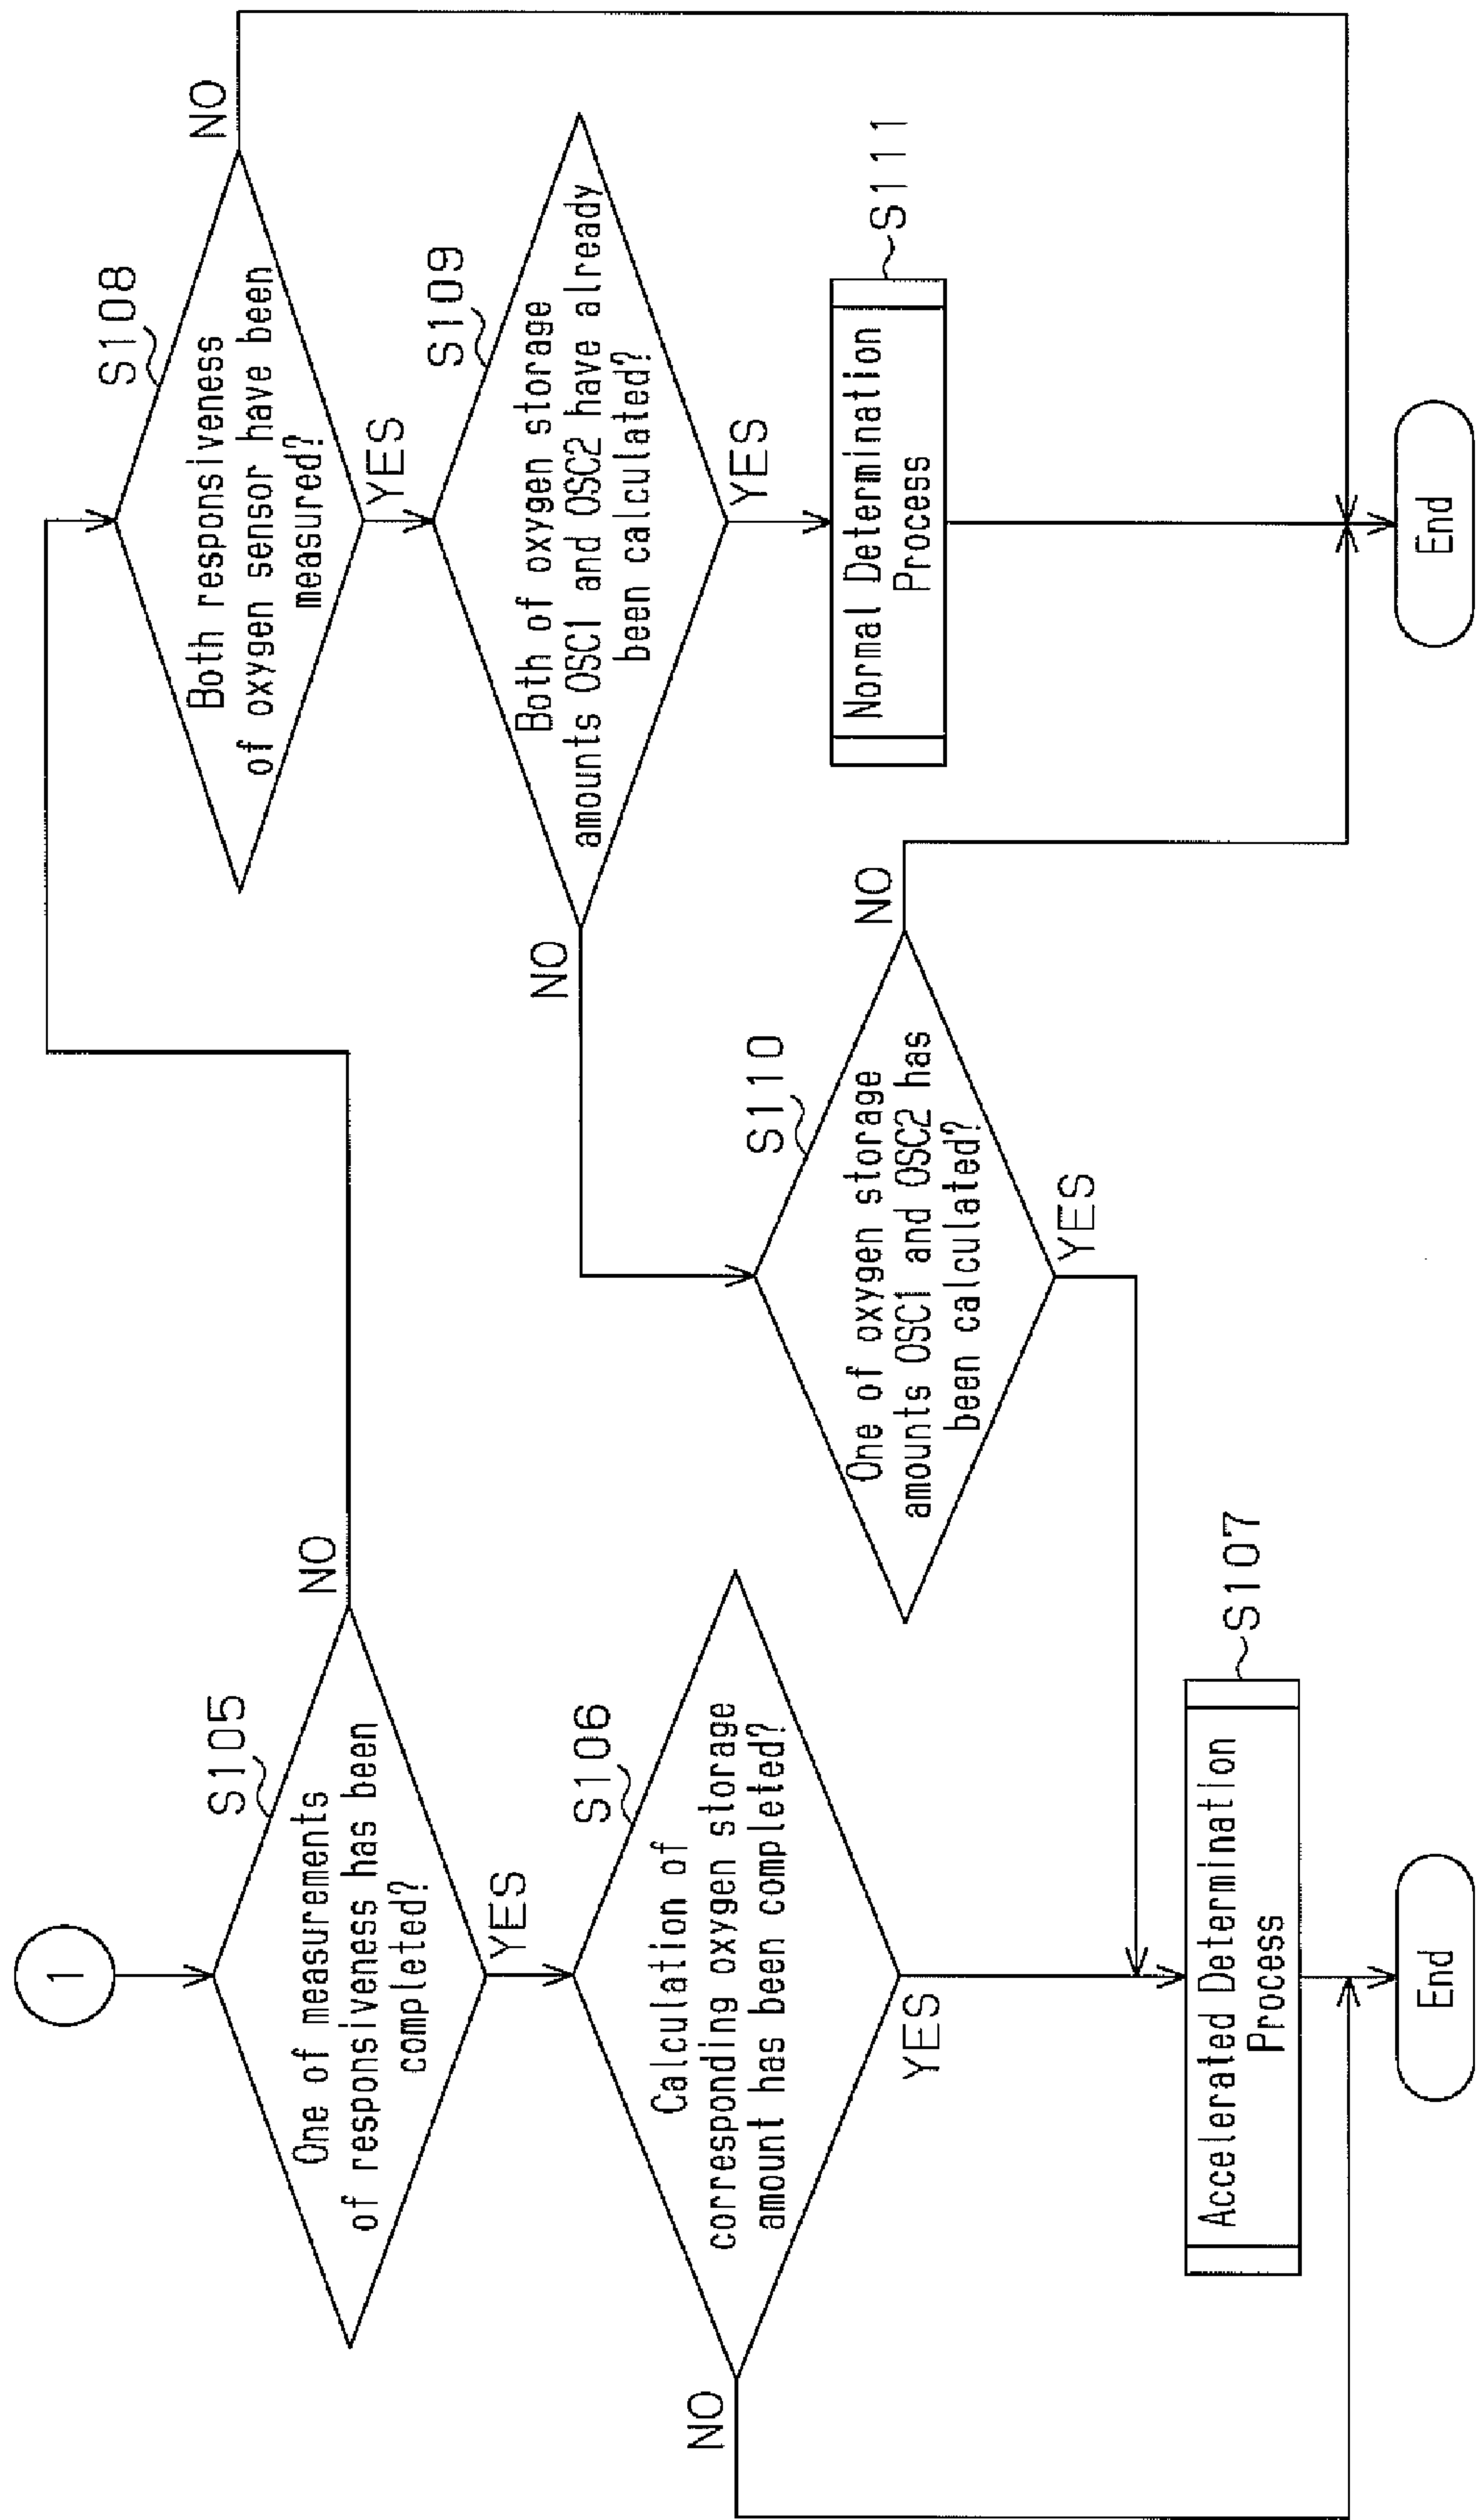 1
S105
One of measurements
of responsiveness has been
completed?
NO
YES
S106
Calculation of
corresponding oxygen storage
amount has been completed?
NO
YES
S107
Accelerated Determination
Process
End
S108
Both responsiveness
of oxygen sensor have been
measured?
NO
YES
S109
Both of oxygen storage
amounts OSC1 and OSC2 have already
been calculated?
NO
YES
S110
One of oxygen storage
amounts OSC1 and OSC2 has
been calculated?
NO
YES
S111
Normal Determination
Process
End